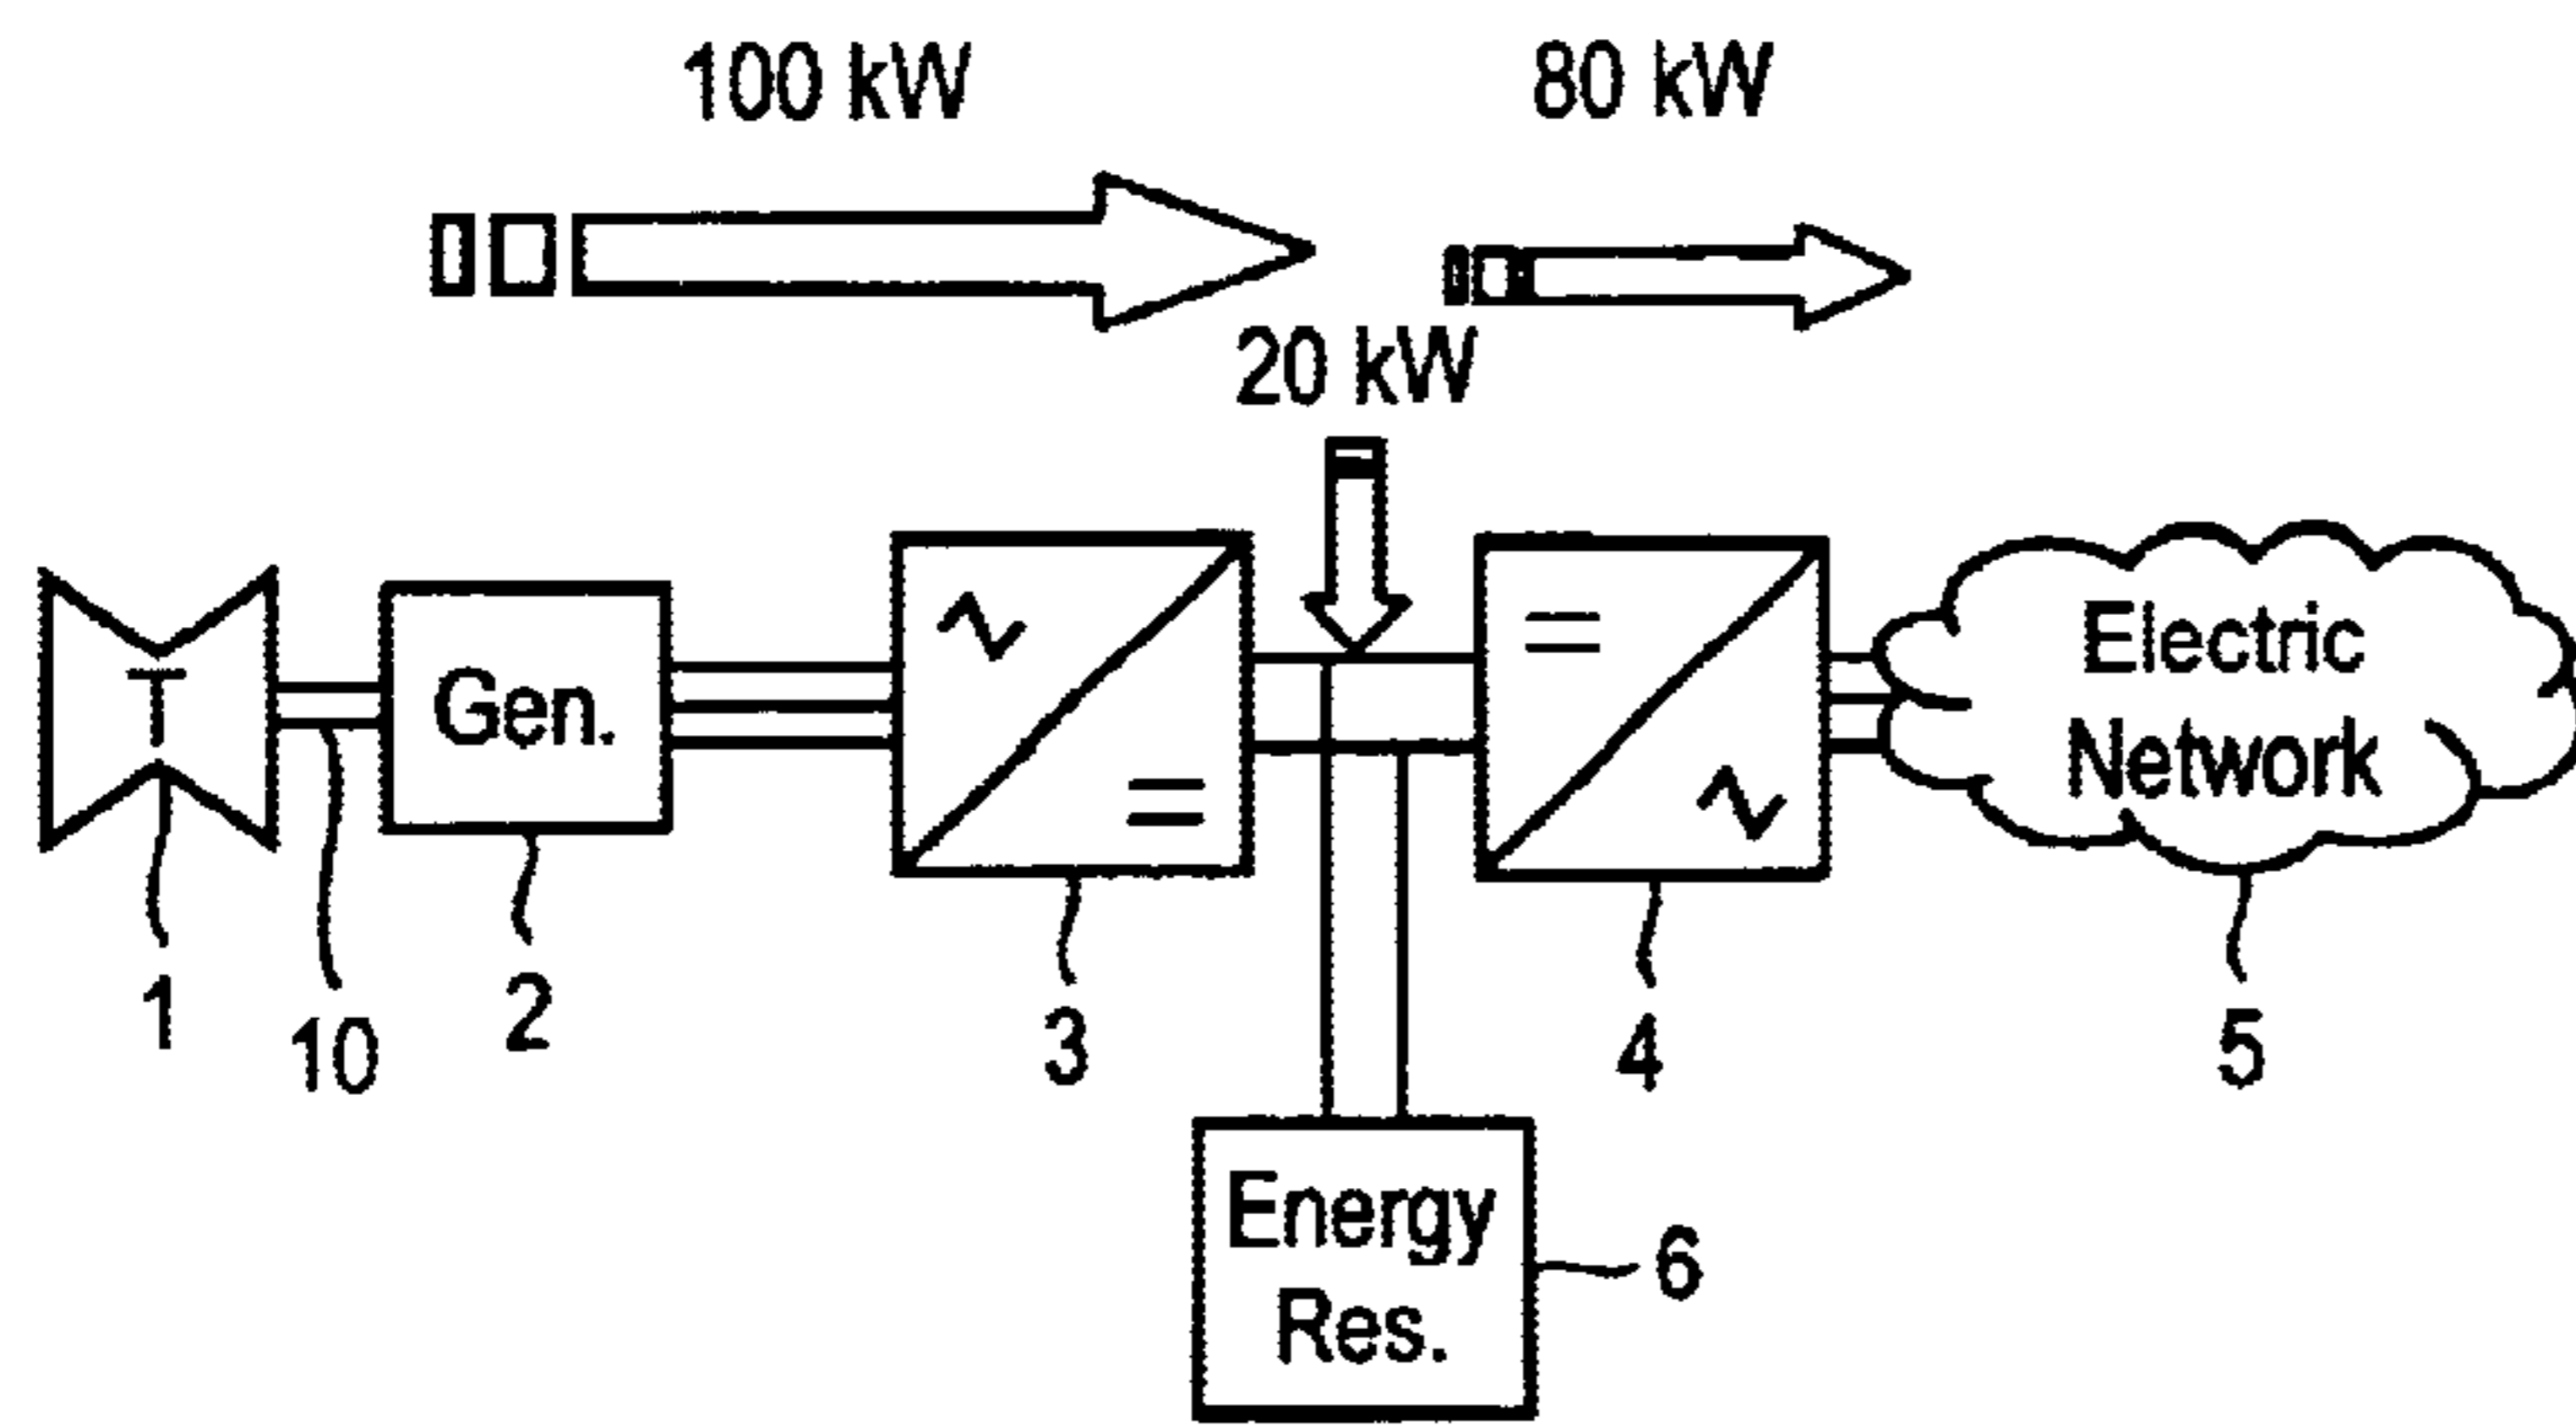 100 kW
80 kW
20 kW
T
Gen.
Electric
Network
1
10
2
3
4
5
Energy
Res.
6